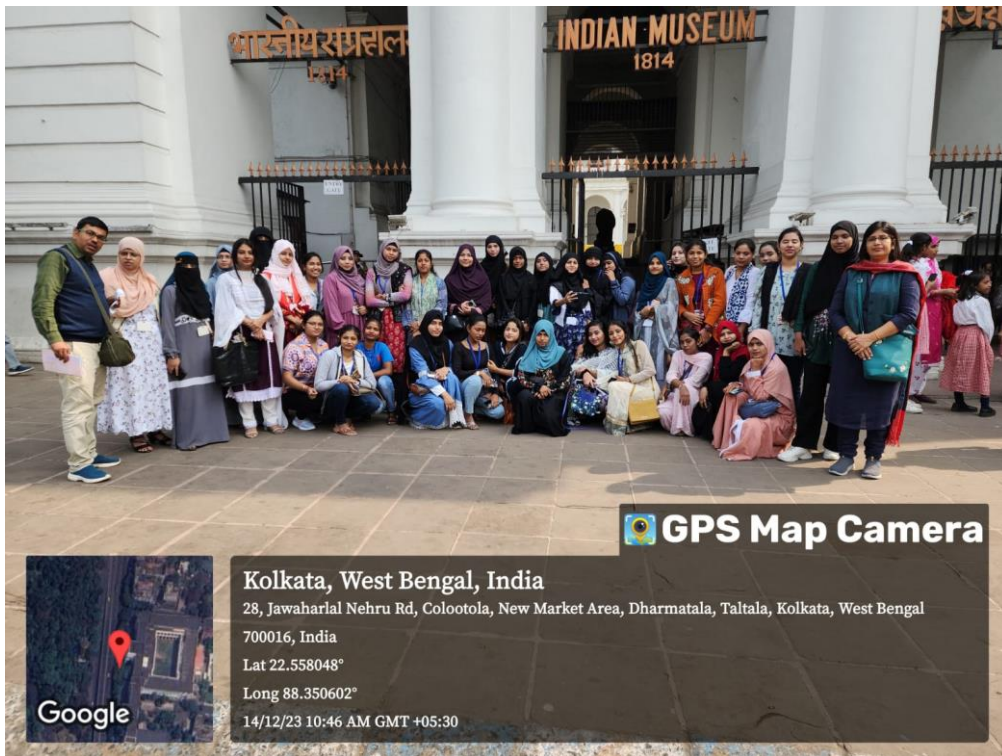 भारतीय संग्रहाल
1814
INDIAN MUSEUM
1814
GPS Map Camera
Kolkata, West Bengal, India
28, Jawaharlal Nehru Rd, Colootola, New Market Area, Dharmatala, Taltala, Kolkata, West Bengal
700016, India
Lat 22.558048°
Long 88.350602°
14/12/23 10:46 AM GMT +05:30
Google